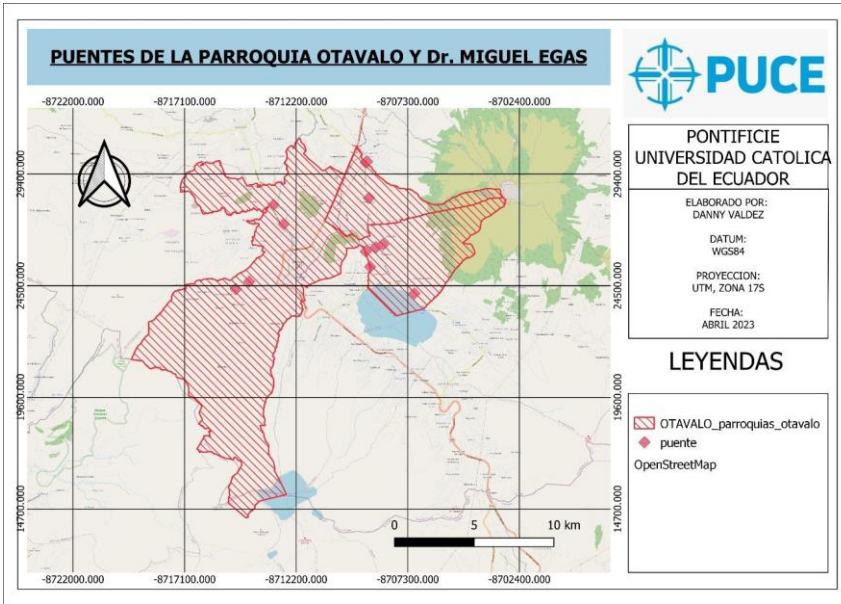 PUENTES DE LA PARROQUIA OTAVALO Y Dr. MIGUEL EGAS
PUCE
-8722000.000 -8717100.000 -8712200.000 -8707300.000 -8702400.000
29400.000
24500.000
19600.000
14700.000
29400.000
24500.000
19600.000
14700.000
0 5 10 km
-8722000.000 -8717100.000 -8712200.000 -8707300.000 -8702400.000
PONTIFICIE
UNIVERSIDAD CATOLICA
DEL ECUADOR
ELABORADO POR:
DANNY VALDEZ
DATUM:
WGS84
PROYECCION:
UTM, ZONA 17S
FECHA:
ABRIL 2023
LEYENDAS
OTAVALO_parroquias_otavalo
puente
OpenStreetMap